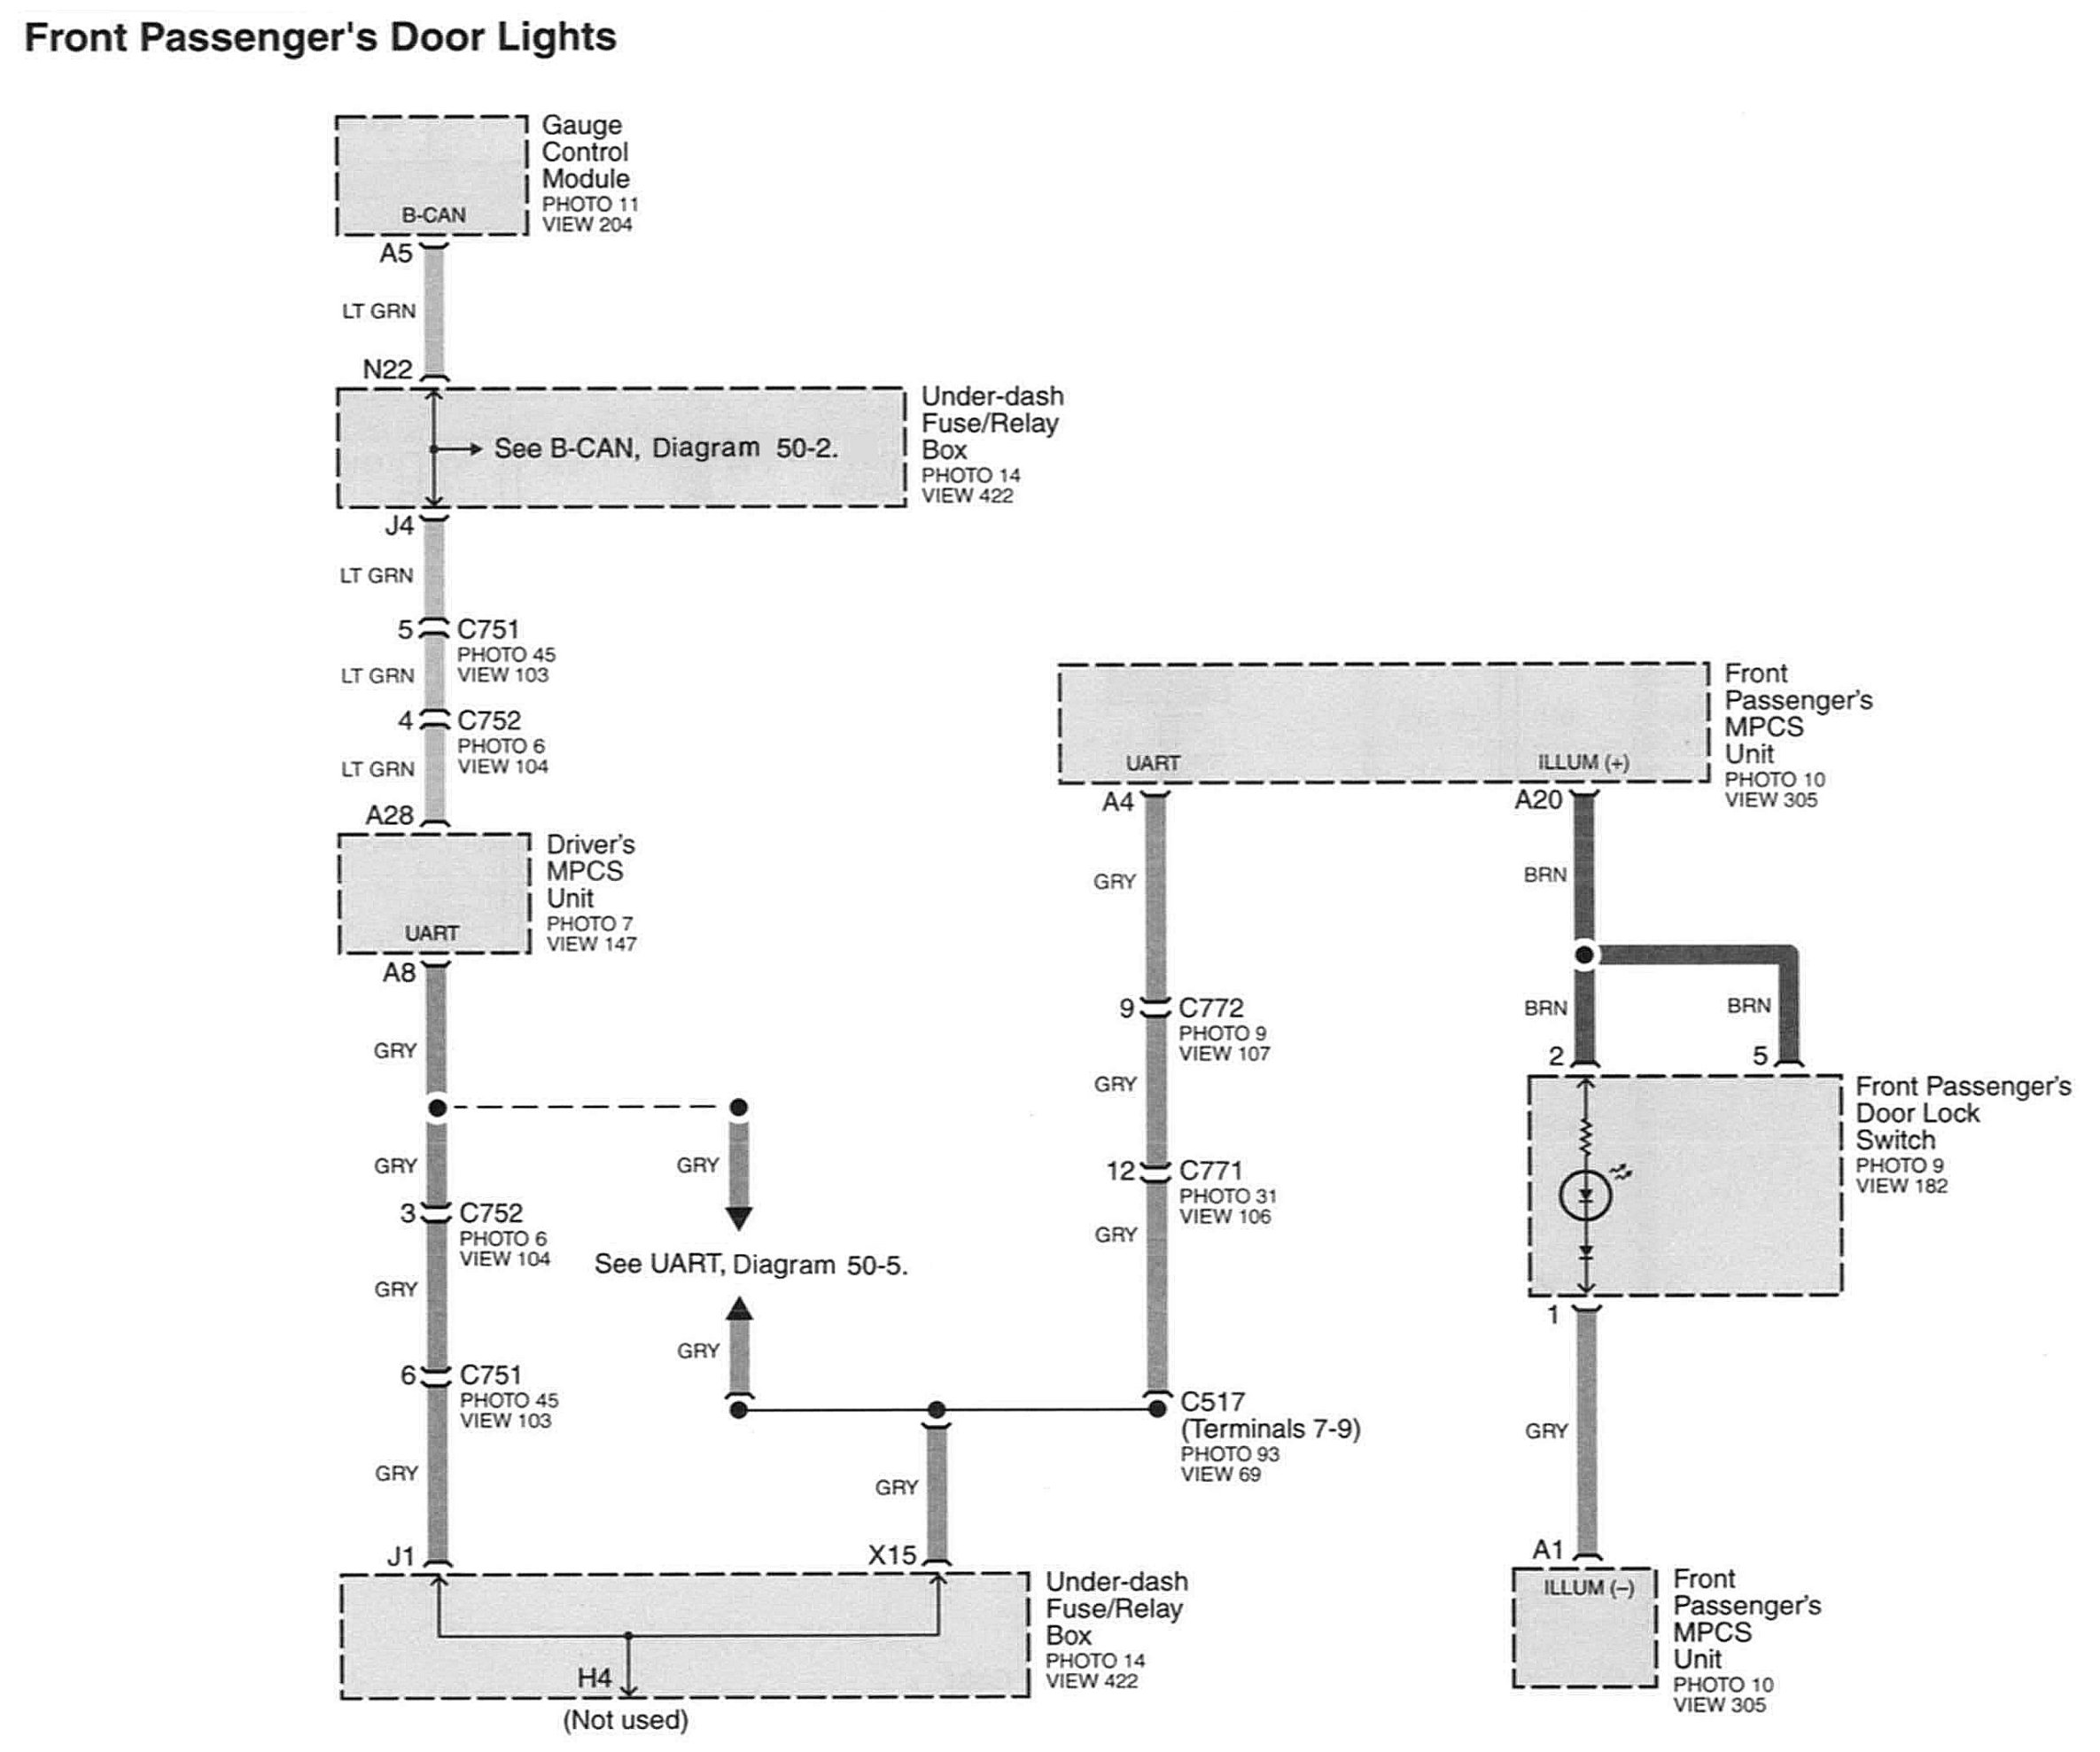 Front Passenger's Door Lights
Gauge
Control
Module
PHOTO 11
VIEW 204
B-CAN
A5
LT GRN
N22
See B-CAN, Diagram 50-2.
Under-dash
Fuse/Relay
Box
PHOTO 14
VIEW 422
J4
LT GRN
5
C751
PHOTO 45
VIEW 103
LT GRN
4
C752
PHOTO 6
VIEW 104
LT GRN
A28
Driver's
MPCS
Unit
PHOTO 7
VIEW 147
UART
A8
GRY
GRY
3
C752
PHOTO 6
VIEW 104
GRY
6
C751
PHOTO 45
VIEW 103
GRY
J1
GRY
See UART, Diagram 50-5.
GRY
GRY
X15
H4
(Not used)
Under-dash
Fuse/Relay
Box
PHOTO 14
VIEW 422
Front
Passenger's
MPCS
Unit
PHOTO 10
VIEW 305
UART
ILLUM (+)
A4
GRY
9
C772
PHOTO 9
VIEW 107
GRY
12
C771
PHOTO 31
VIEW 106
GRY
C517
(Terminals 7-9)
PHOTO 93
VIEW 69
A20
BRN
BRN
BRN
2
5
Front Passenger's
Door Lock
Switch
PHOTO 9
VIEW 182
1
GRY
A1
ILLUM (–)
Front
Passenger's
MPCS
Unit
PHOTO 10
VIEW 305